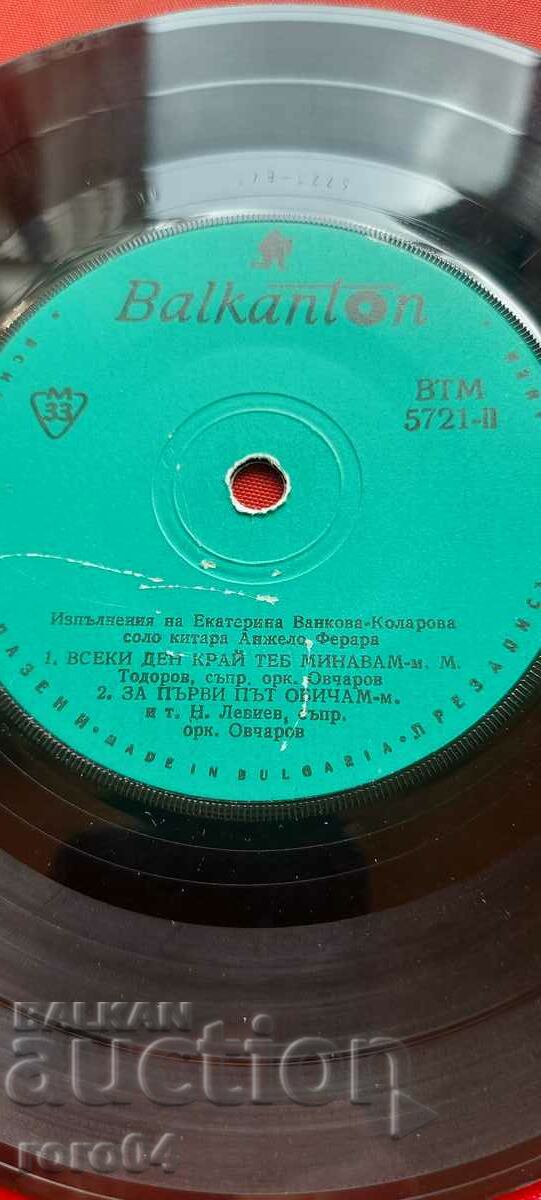 5721-
Balkanton
M
33
ВТМ
5721-II
Изпълнения на Екатерина Ванкова-Коларова
соло китара Анжело Ферара
1. ВСЕКИ ДЕН КРАЙ ТЕБ МИНАВАМ-м. М.
Тодоров, съпр. орк. Овчаров
2. ЗА ПЪРВИ ПЪТ ОБИЧАМ-м.
и т. Н. Левиев, съпр.
орк. Овчаров
MADE IN BULGARIA
BALKAN
auction
roro04